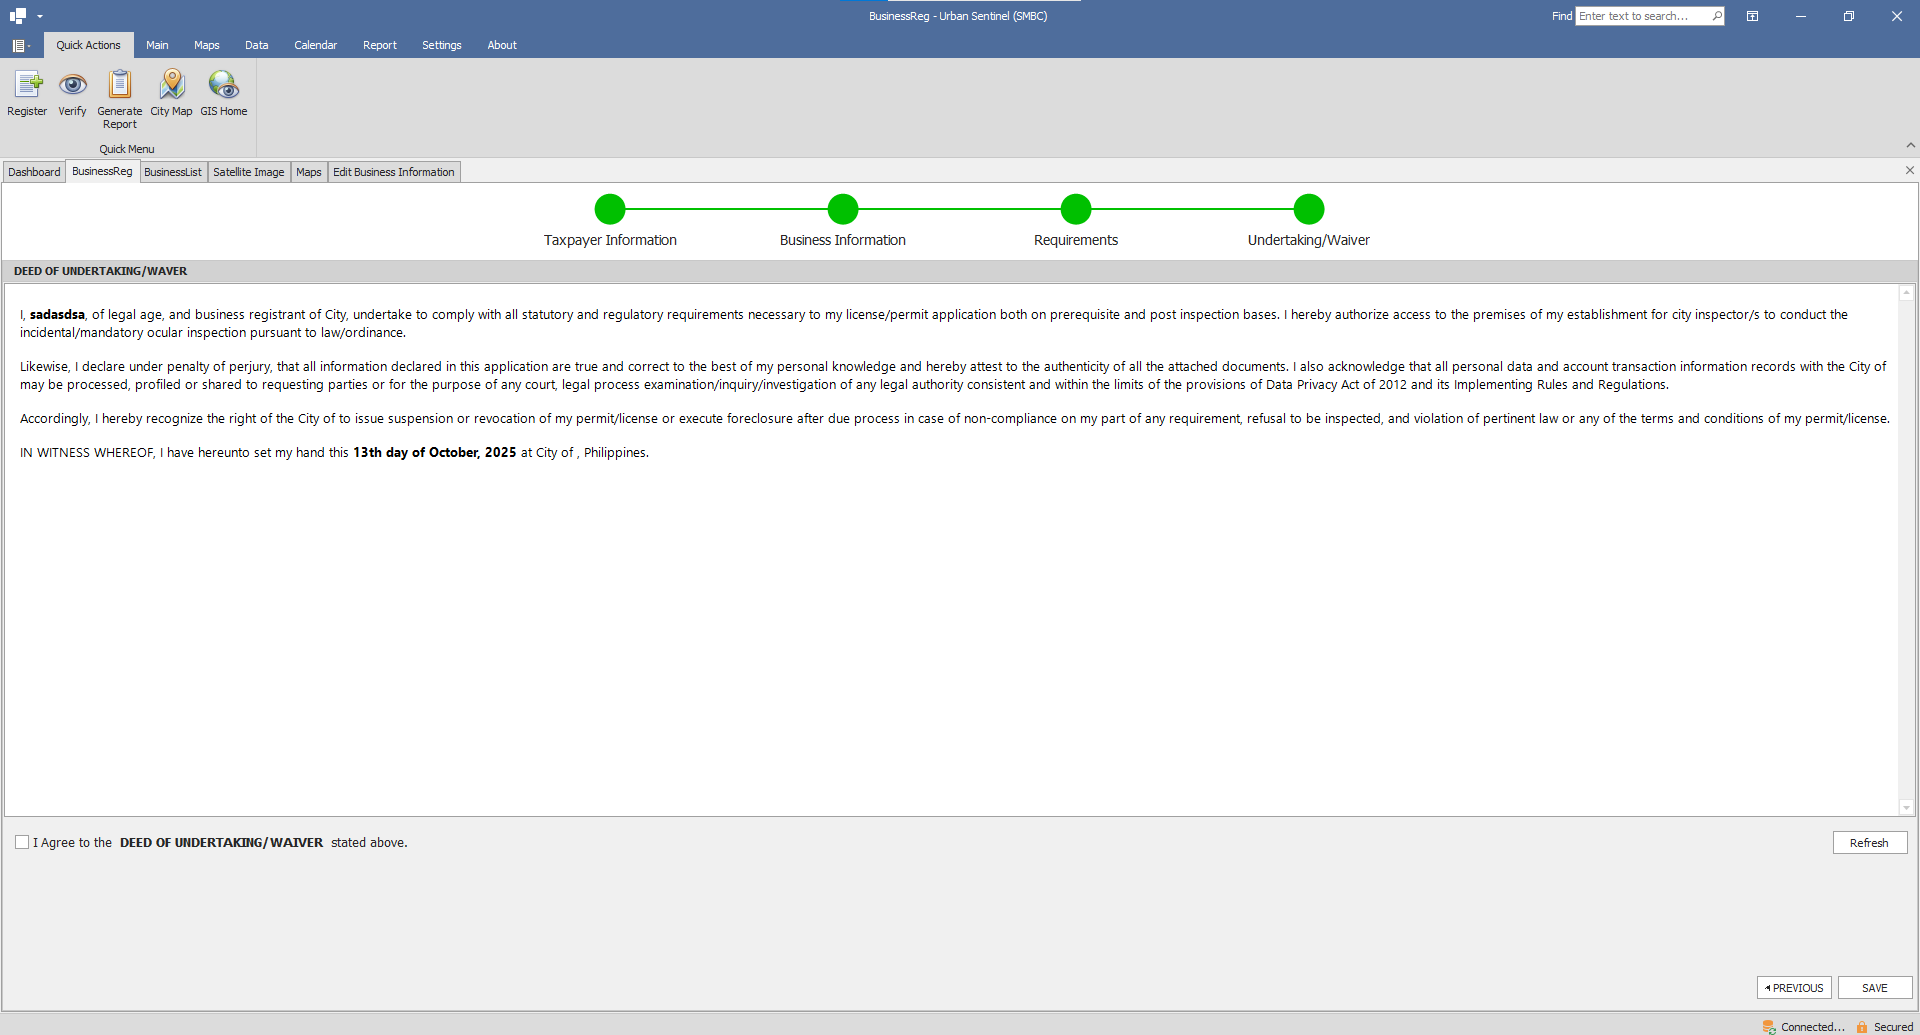 BusinessReg - Urban Sentinel (SMBC)
Find Enter text to search...
Quick Actions Main Maps Data Calendar Report Settings About
Register Verify Generate Report City Map GIS Home
Quick Menu
Dashboard BusinessReg BusinessList Satellite Image Maps Edit Business Information
Taxpayer Information Business Information Requirements Undertaking/Waiver
DEED OF UNDERTAKING/WAVER
I, sadasdsa, of legal age, and business registrant of City, undertake to comply with all statutory and regulatory requirements necessary to my license/permit application both on prerequisite and post inspection bases. I hereby authorize access to the premises of my establishment for city inspector/s to conduct the
incidental/mandatory ocular inspection pursuant to law/ordinance.
Likewise, I declare under penalty of perjury, that all information declared in this application are true and correct to the best of my personal knowledge and hereby attest to the authenticity of all the attached documents. I also acknowledge that all personal data and account transaction information records with the City of
may be processed, profiled or shared to requesting parties or for the purpose of any court, legal process examination/inquiry/investigation of any legal authority consistent and within the limits of the provisions of Data Privacy Act of 2012 and its Implementing Rules and Regulations.
Accordingly, I hereby recognize the right of the City of to issue suspension or revocation of my permit/license or execute foreclosure after due process in case of non-compliance on my part of any requirement, refusal to be inspected, and violation of pertinent law or any of the terms and conditions of my permit/license.
IN WITNESS WHEREOF, I have hereunto set my hand this 13th day of October, 2025 at City of , Philippines.
I Agree to the DEED OF UNDERTAKING/WAIVER stated above.
Refresh
PREVIOUS SAVE
Connected... Secured